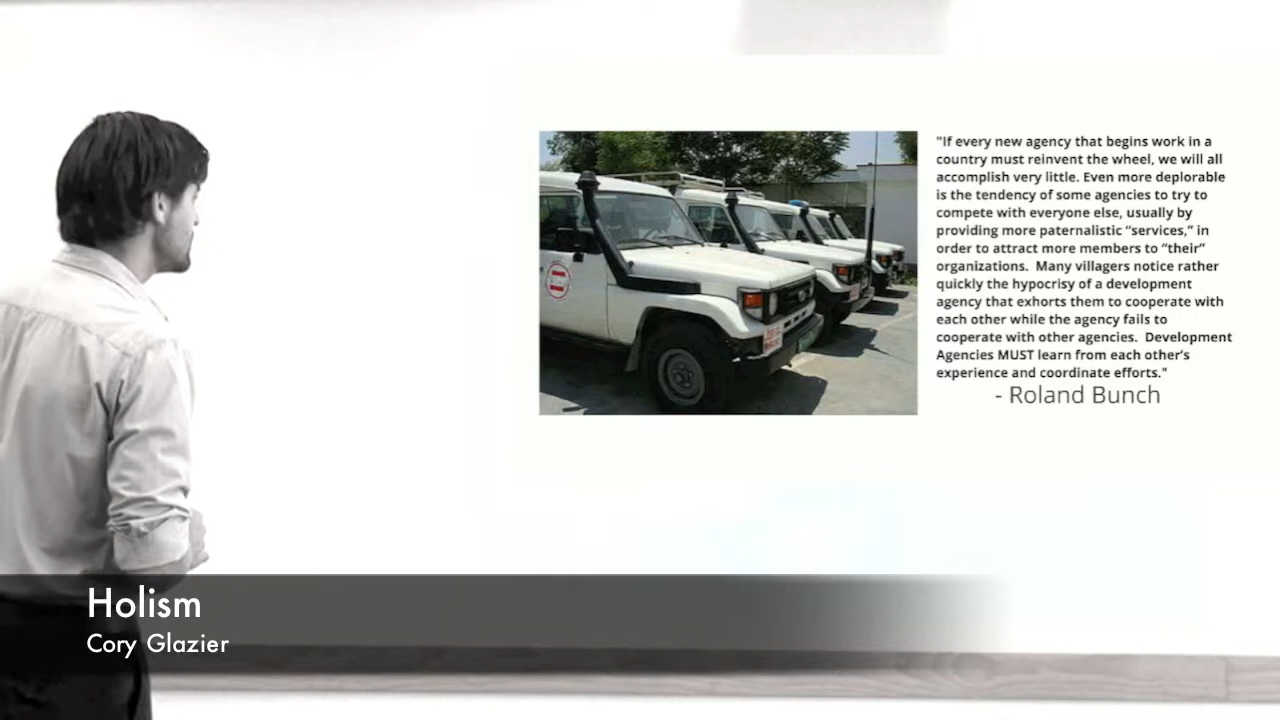 "If every new agency that begins work in a
country must reinvent the wheel, we will all
accomplish very little. Even more deplorable
is the tendency of some agencies to try to
compete with everyone else, usually by
providing more paternalistic “services,” in
order to attract more members to “their”
organizations.  Many villagers notice rather
quickly the hypocrisy of a development
agency that exhorts them to cooperate with
each other while the agency fails to
cooperate with other agencies.  Development
Agencies MUST learn from each other’s
experience and coordinate efforts."
- Roland Bunch
Holism
Cory Glazier